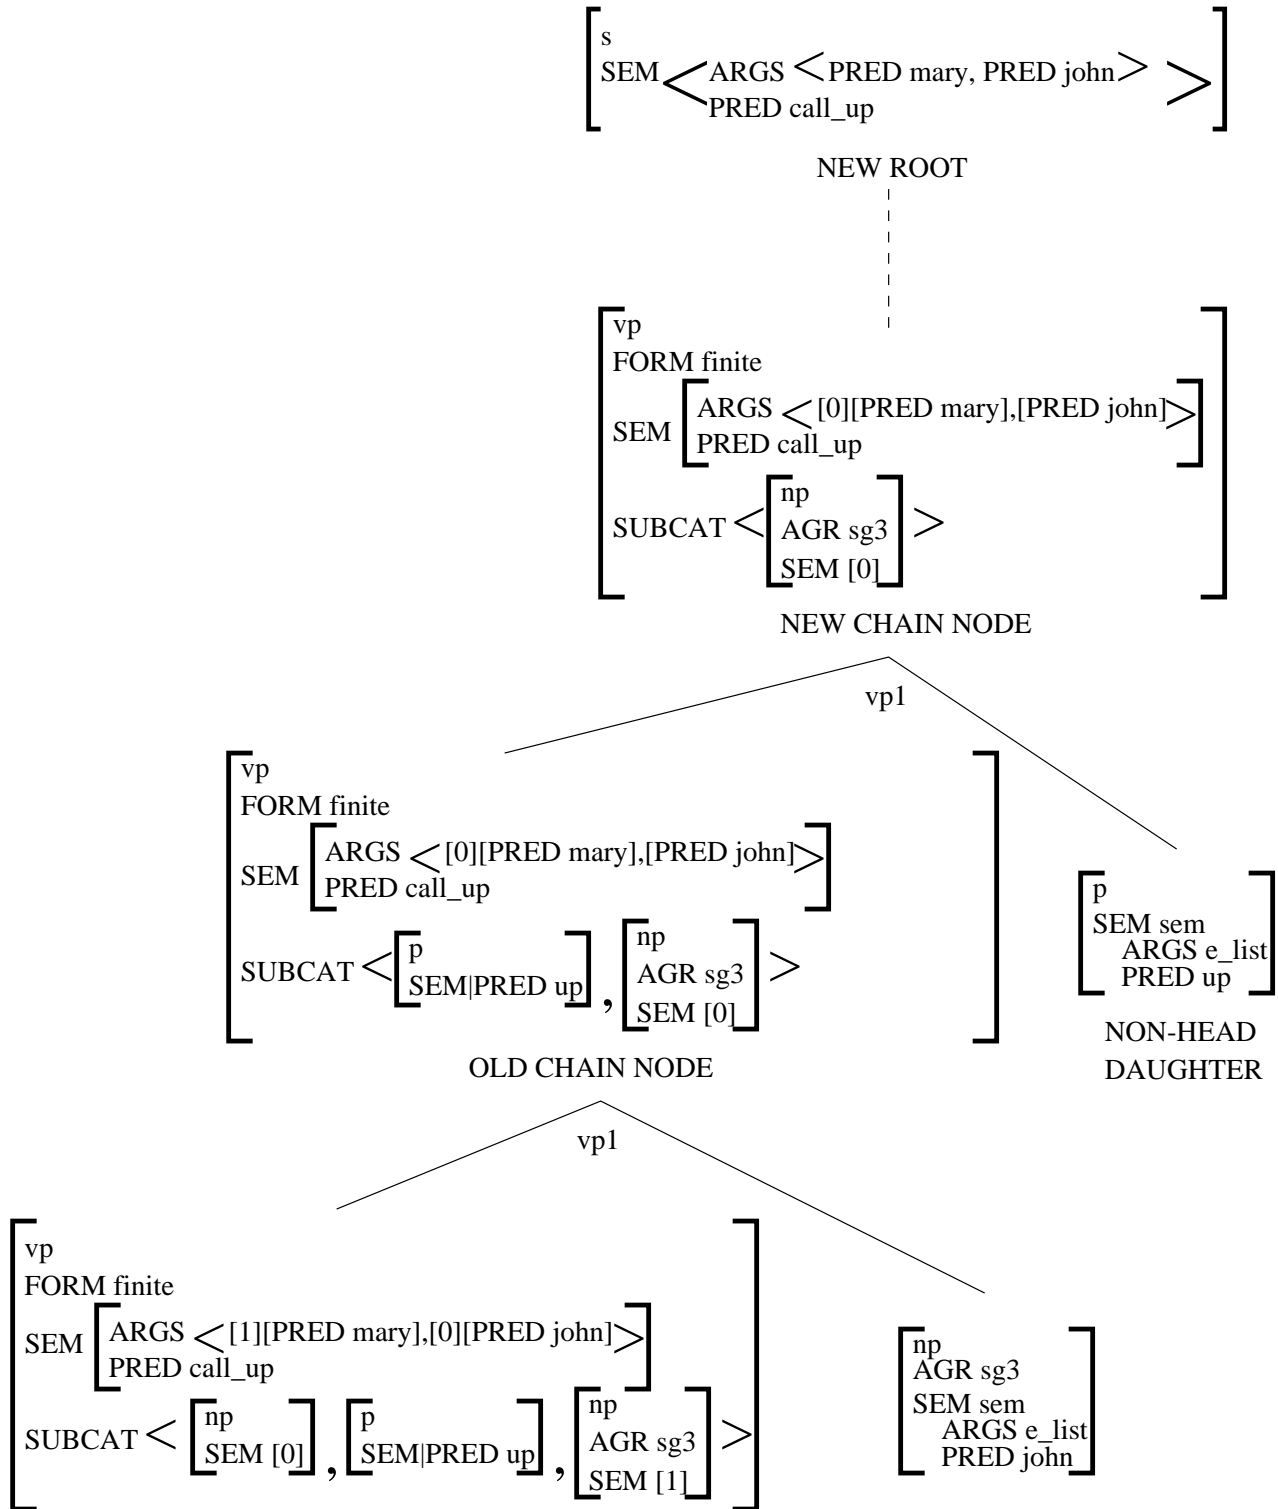 s
SEM < ARGS < PRED mary, PRED john > >
PRED call_up
NEW ROOT
vp
FORM finite
SEM ARGS < [0][PRED mary],[PRED john] >
PRED call_up
SUBCAT < np >
AGR sg3
SEM [0]
NEW CHAIN NODE
vp1
vp
FORM finite
SEM ARGS < [0][PRED mary],[PRED john] >
PRED call_up
SUBCAT < p
SEM|PRED up , np
AGR sg3
SEM [0] >
OLD CHAIN NODE
p
SEM sem
ARGS e_list
PRED up
NON-HEAD
DAUGHTER
vp1
vp
FORM finite
SEM ARGS < [1][PRED mary],[0][PRED john] >
PRED call_up
SUBCAT < np
SEM [0] , p
SEM|PRED up , np
AGR sg3
SEM [1] >
np
AGR sg3
SEM sem
ARGS e_list
PRED john